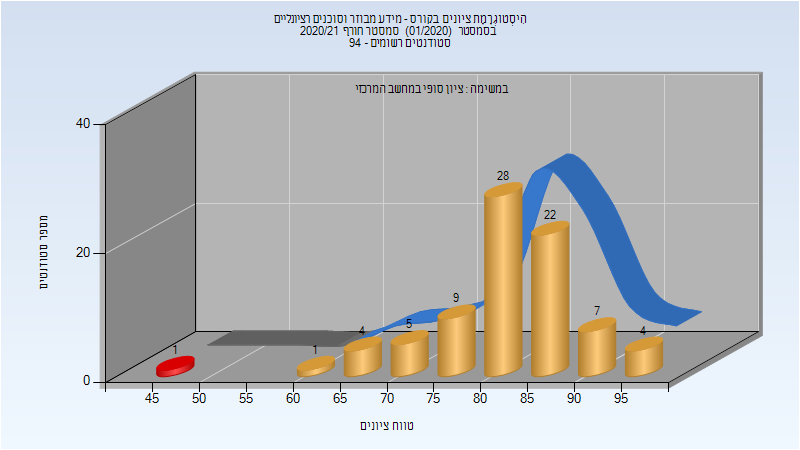 היסטוגרמת ציונים בקורס - מידע מבוזר וסוכנים רציונליים
בסמסטר (01/2020) סמסטר חורף 2020/21
סטודנטים רשומים - 94
במשימה : ציון סופי במחשב המרכזי
מספר סטודנטים
40
20
0
1
1
4
5
9
28
22
7
4
45 50 55 60 65 70 75 80 85 90 95
טווח ציונים